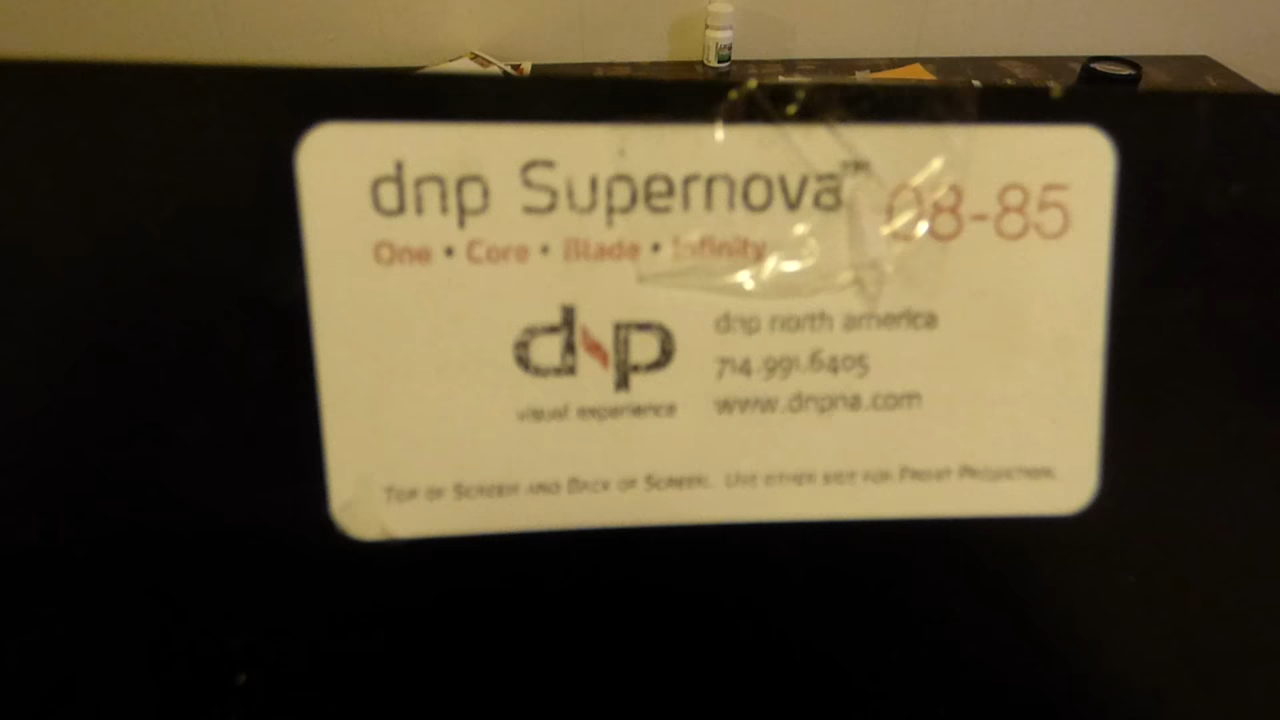 dnp Supernova™ 08-85
One • Core • Blade • Infinity
dnp
visual experience
dnp north america
714.991.6405
www.dnpna.com
Top of Screen and Back of Screen. Use other side for Front Projection.